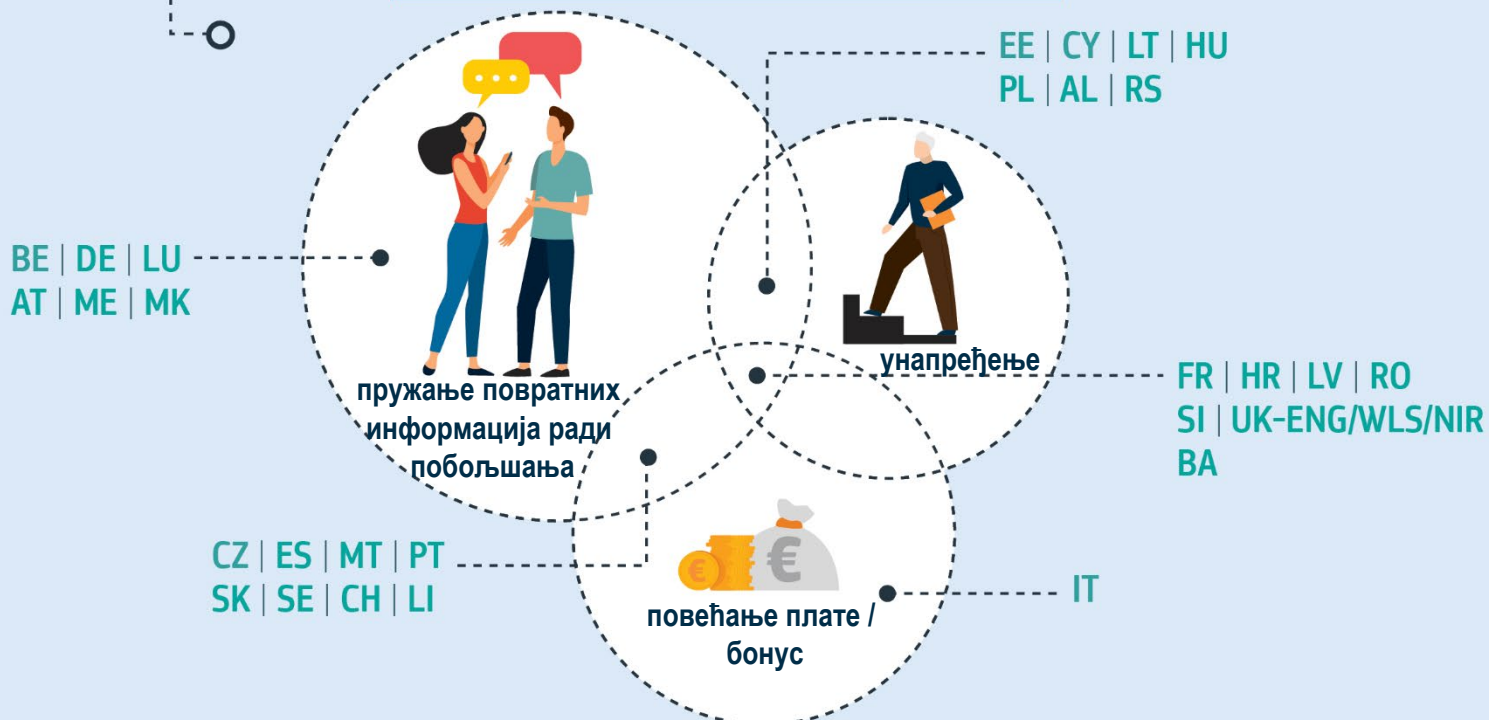 EE | CY | LT | HU
PL | AL | RS
BE | DE | LU
AT | ME | MK
унапређење
FR | HR | LV | RO
SI | UK-ENG/WLS/NIR
BA
пружање повратних
информација ради
побољшања
CZ | ES | MT | PT
SK | SE | CH | LI
€ €
IT
повећање плате /
бонус